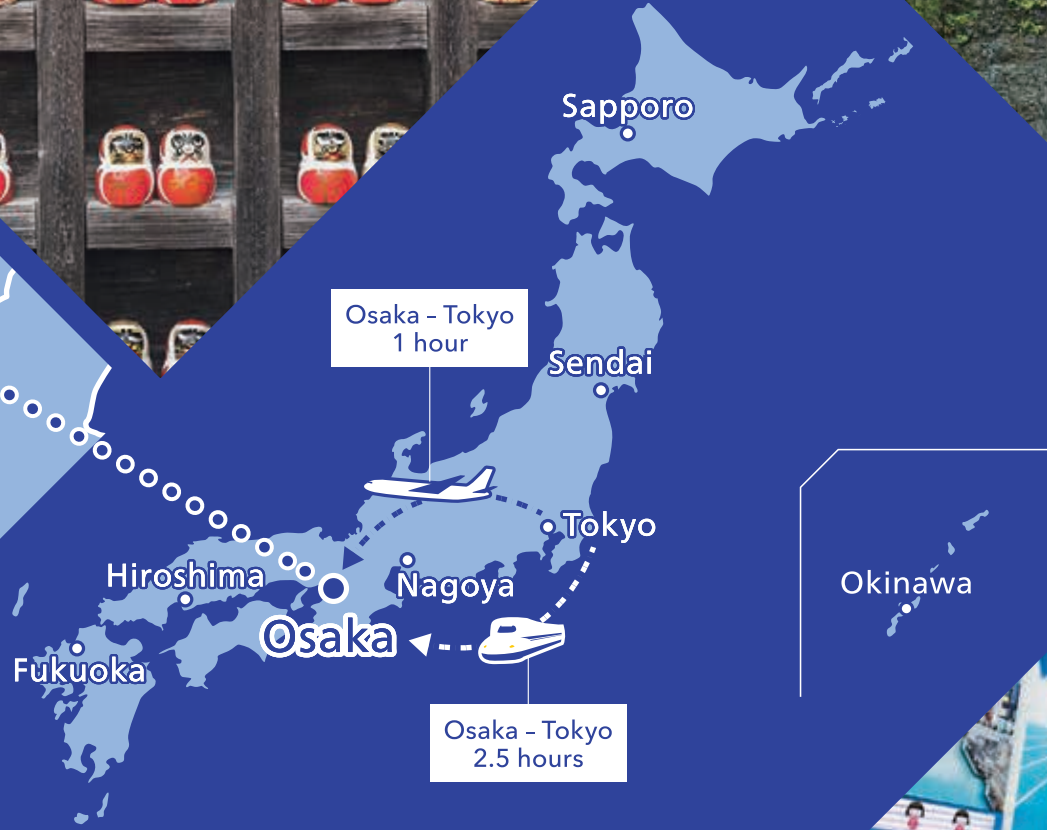 Sapporo
Osaka – Tokyo
1 hour
Sendai
Tokyo
Hiroshima
Nagoya
Okinawa
Osaka
Fukuoka
Osaka – Tokyo
2.5 hours